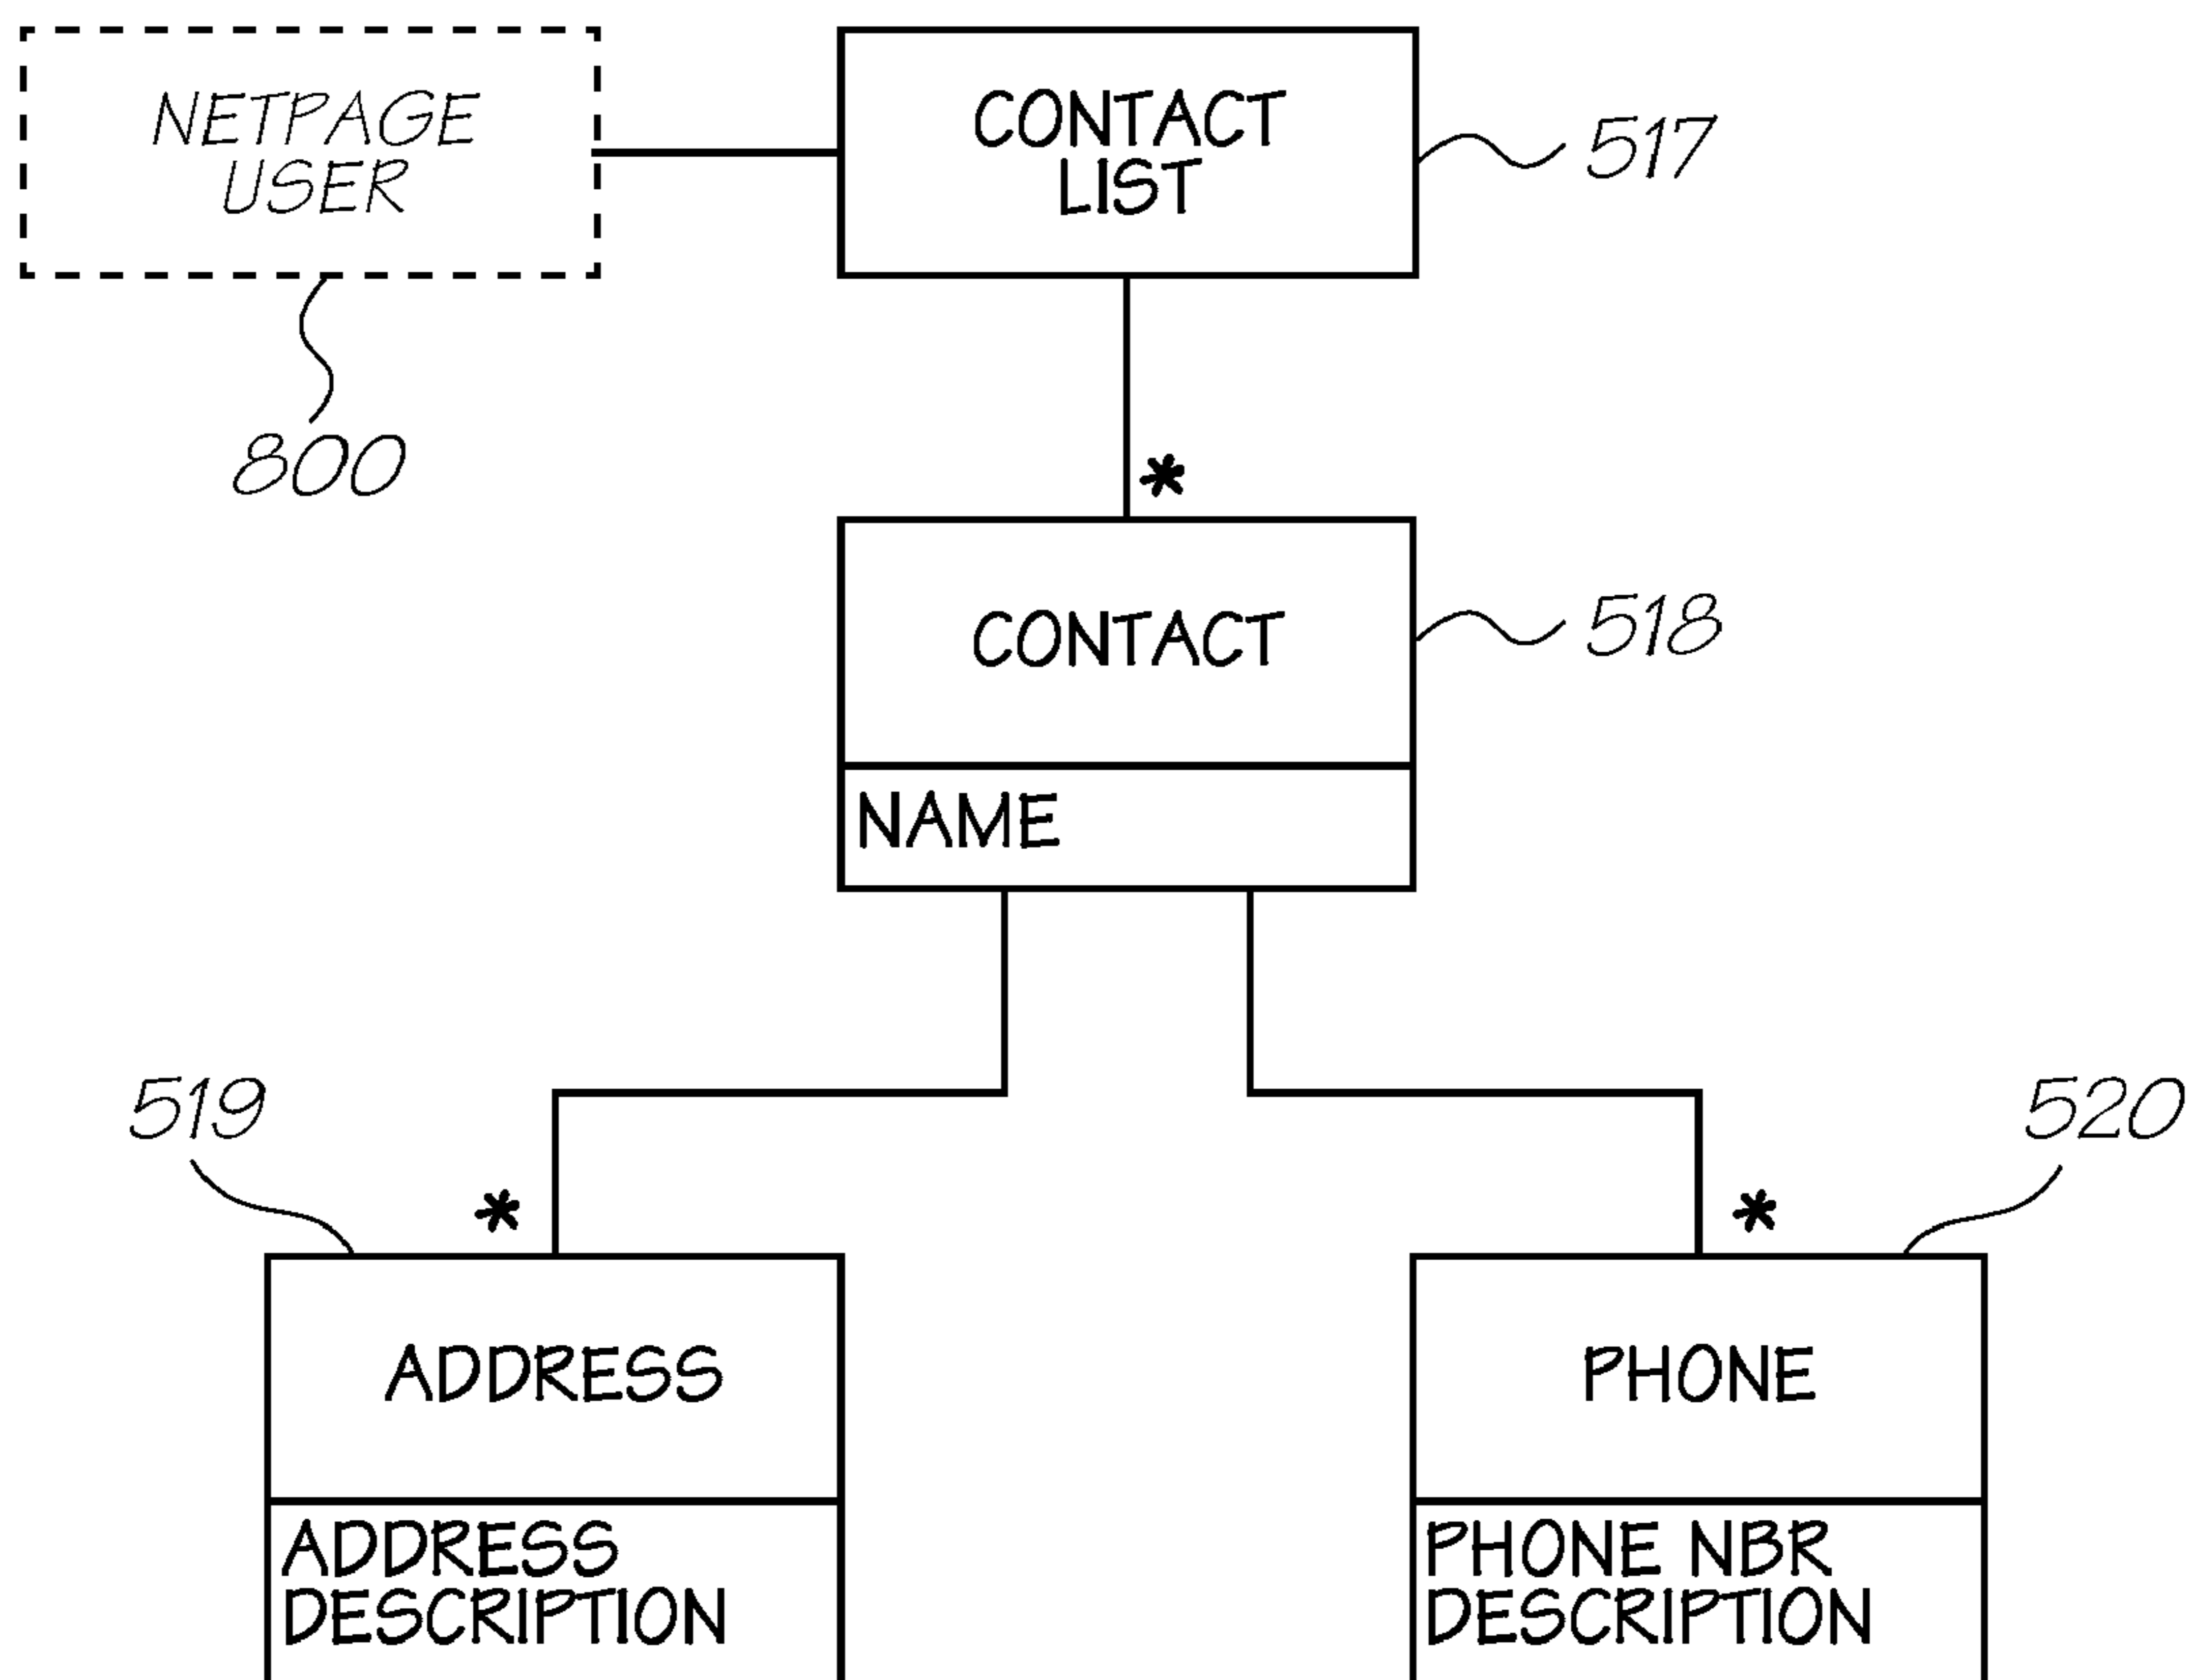 NETPAGE
USER
CONTACT
LIST
517
800
*
CONTACT
518
NAME
519
520
*
*
ADDRESS
PHONE
ADDRESS
DESCRIPTION
PHONE NBR
DESCRIPTION